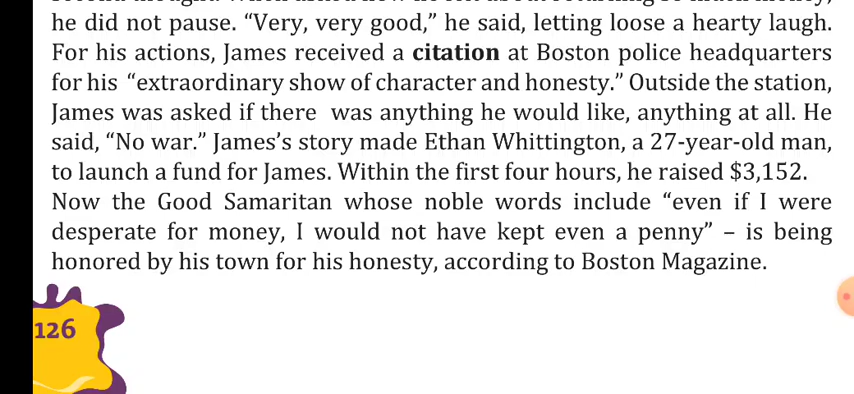 he did not pause. “Very, very good,” he said, letting loose a hearty laugh.
For his actions, James received a citation at Boston police headquarters
for his “extraordinary show of character and honesty.” Outside the station,
James was asked if there was anything he would like, anything at all. He
said, “No war.” James’s story made Ethan Whittington, a 27-year-old man,
to launch a fund for James. Within the first four hours, he raised $3,152.
Now the Good Samaritan whose noble words include “even if I were
desperate for money, I would not have kept even a penny” – is being
honored by his town for his honesty, according to Boston Magazine.
126